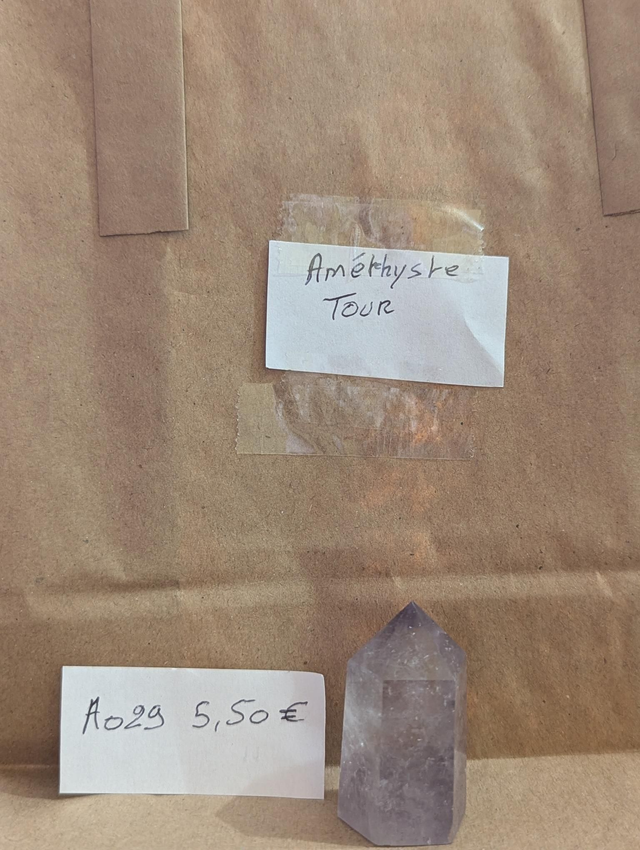 Améthyste
TOUR
A029 5,50 €